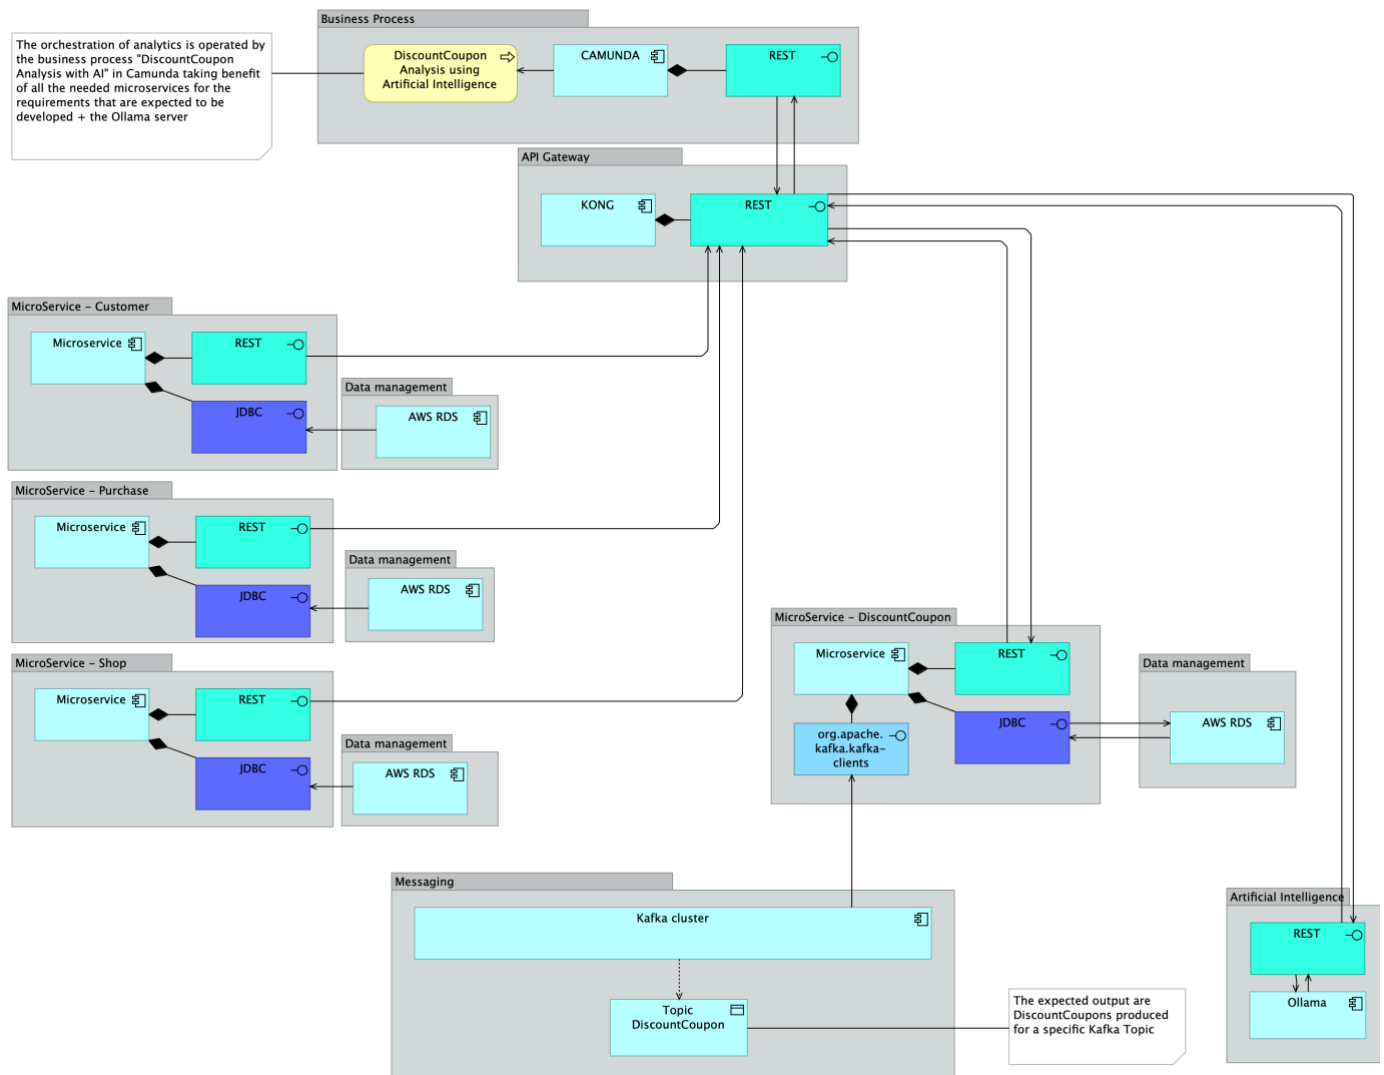 Business Process
The orchestration of analytics is operated by
the business process "DiscountCoupon
Analysis with AI" in Camunda taking benefit
of all the needed microservices for the
requirements that are expected to be
developed + the Ollama server
DiscountCoupon
Analysis using
Artificial Intelligence
CAMUNDA
REST
API Gateway
KONG
REST
MicroService - Customer
Microservice
REST
JDBC
Data management
AWS RDS
MicroService - Purchase
Microservice
REST
JDBC
Data management
AWS RDS
MicroService - Shop
Microservice
REST
JDBC
Data management
AWS RDS
MicroService - DiscountCoupon
Microservice
REST
JDBC
org.apache.
kafka.kafka-
clients
Data management
AWS RDS
Messaging
Kafka cluster
Topic
DiscountCoupon
The expected output are
DiscountCoupons produced
for a specific Kafka Topic
Artificial Intelligence
REST
Ollama